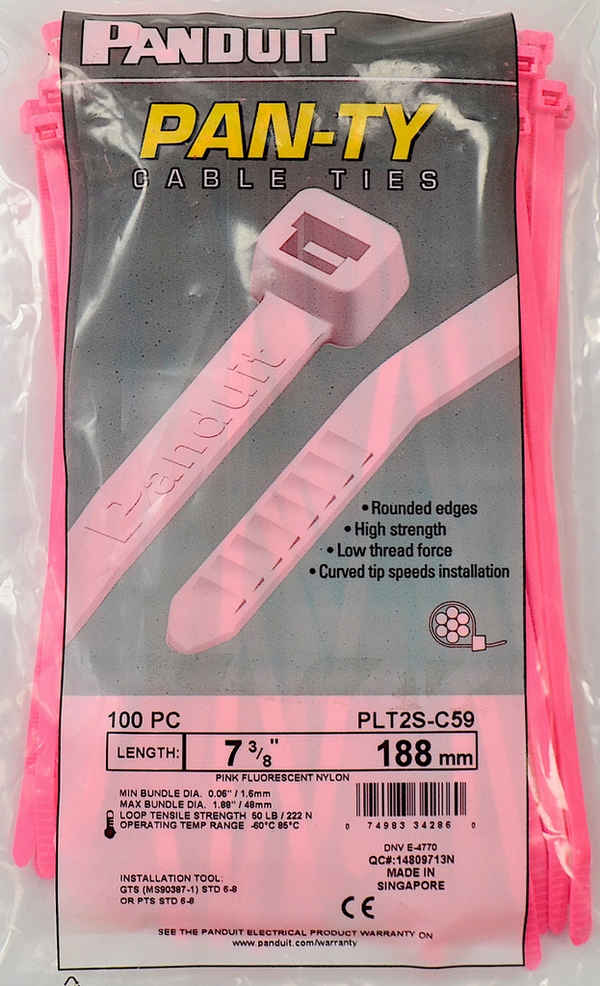 PANDUIT
PAN-TY
CABLE TIES
Panduit
• Rounded edges
• High strength
• Low thread force
• Curved tip speeds installation
100 PC PLT2S-C59
LENGTH: 7 3/8" 188 mm
PINK FLUORESCENT NYLON
MIN BUNDLE DIA. 0.06" / 1.6mm
MAX BUNDLE DIA. 1.88" / 48mm
LOOP TENSILE STRENGTH 50 LB / 222 N
OPERATING TEMP RANGE -60°C 85°C
0 74983 34286 0
DNV E-4770
QC#:14809713N
MADE IN
SINGAPORE
INSTALLATION TOOL:
GTS (MS90387-1) STD 6-8
OR PTS STD 6-8
CE
SEE THE PANDUIT ELECTRICAL PRODUCT WARRANTY ON
www.panduit.com/warranty